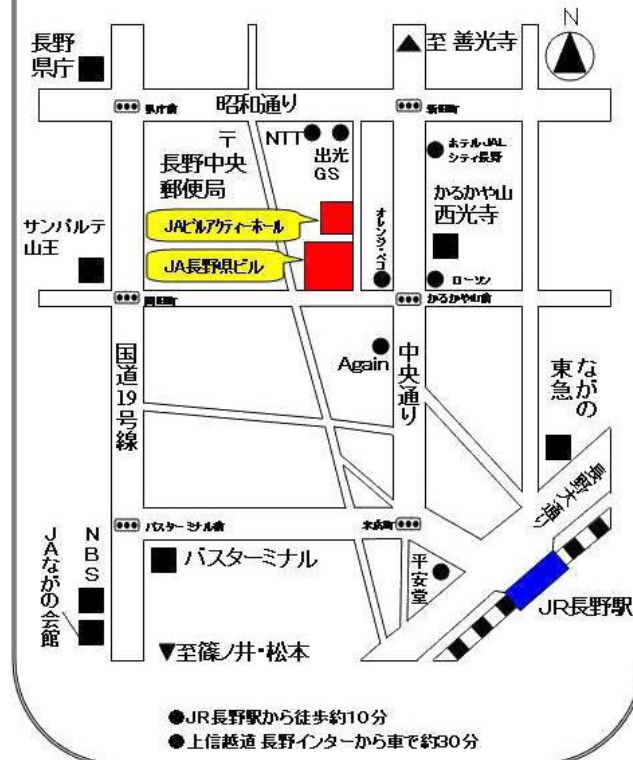 N
長野
県庁
▲至 善光寺
県庁前
昭和通り
新田町
〒
長野中央
郵便局
NTT
出光
GS
ホテルJAL
シティ長野
かるかや山
西光寺
サンパルテ
山王
JAビルアクティーホール
JA長野県ビル
オレンジ・ペコ
ローソン
岡田町
かるかや山前
国道19号線
Again
中央通り
ながの
東急
長野大通り
バスターミナル前
末広町
JAながの会館
NBS
バスターミナル
平安堂
JR長野駅
▼至篠ノ井・松本
●JR長野駅から徒歩約10分
●上信越道 長野インターから車で約30分